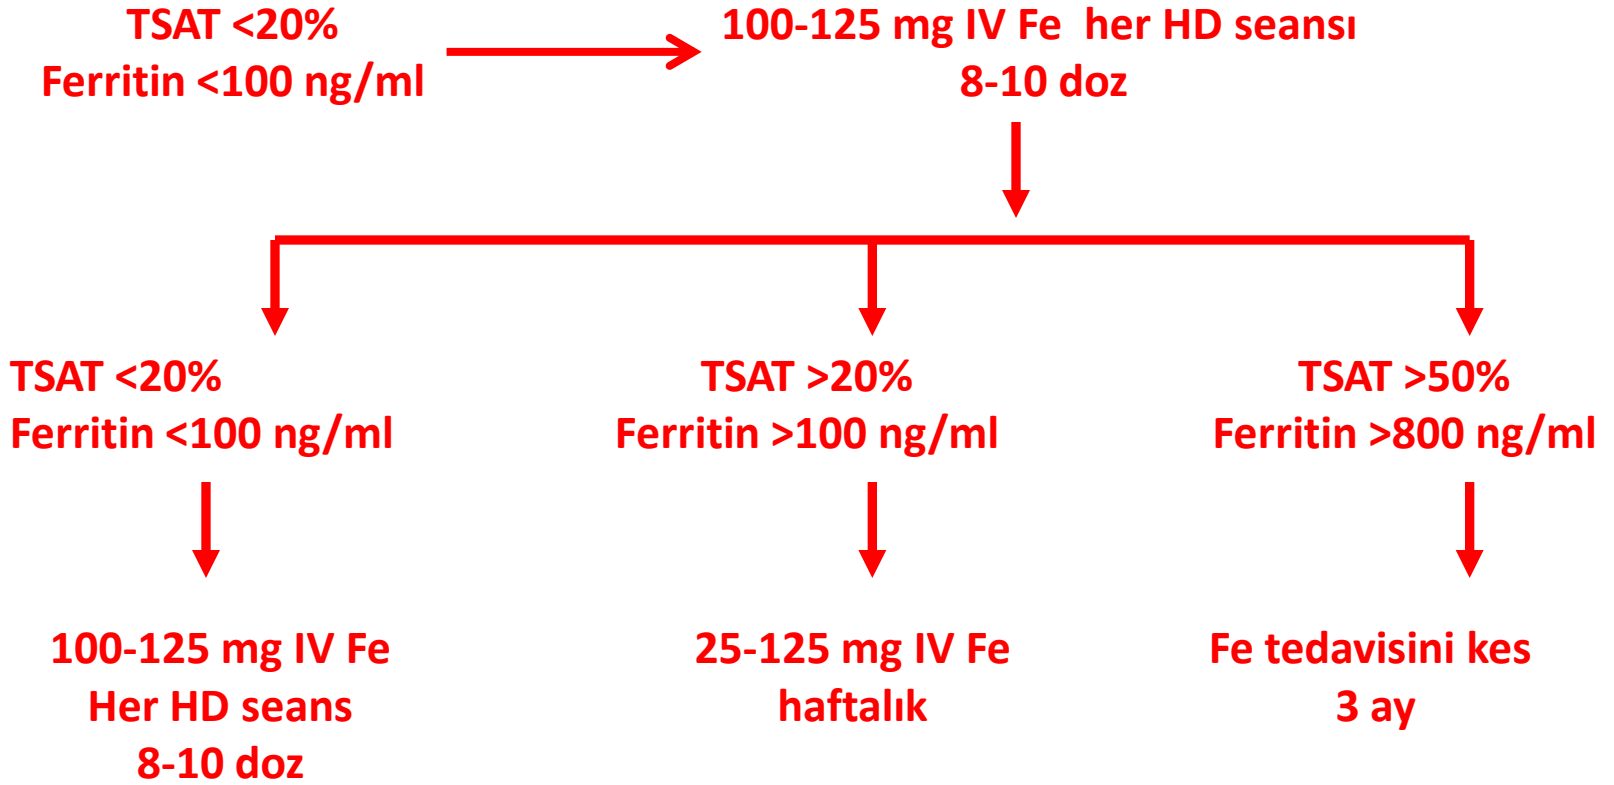 TSAT <20%
Ferritin <100 ng/ml
100-125 mg IV Fe  her HD seansı
8-10 doz
TSAT <20%
Ferritin <100 ng/ml
TSAT >20%
Ferritin >100 ng/ml
TSAT >50%
Ferritin >800 ng/ml
100-125 mg IV Fe
Her HD seans
8-10 doz
25-125 mg IV Fe
haftalık
Fe tedavisini kes
3 ay